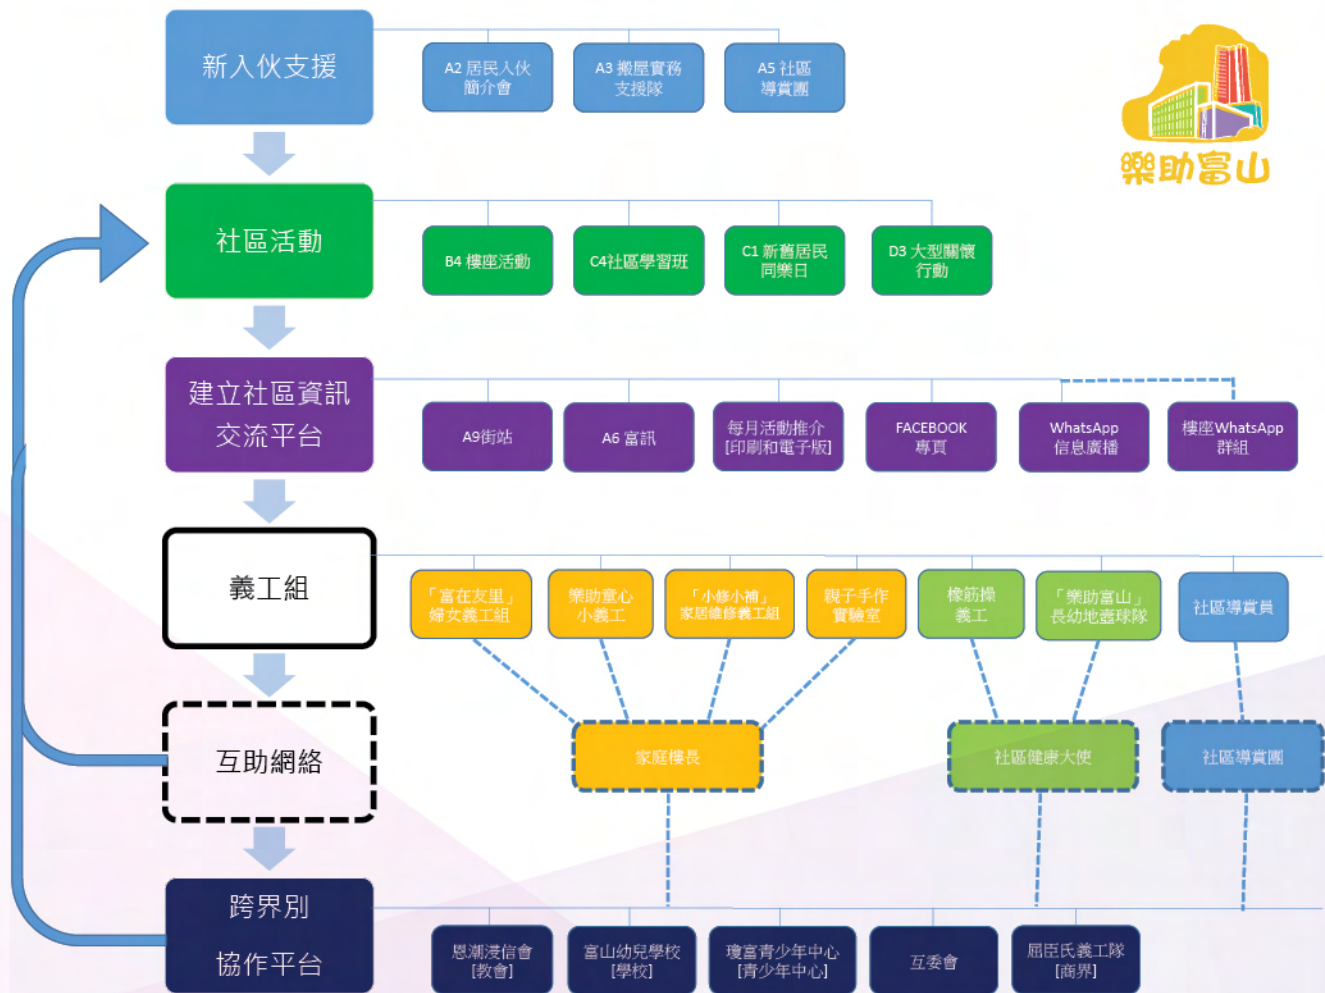 新入伙支援
A2 居民入伙
簡介會
A3 搬屋實務
支援隊
A5 社區
導賞團
樂助富山
社區活動
B4 樓座活動
C4社區學習班
C1 新舊居民
同樂日
D3 大型關懷
行動
建立社區資訊
交流平台
A9街站
A6 富訊
每月活動推介
[印刷和電子版]
FACEBOOK
專頁
WhatsApp
信息廣播
樓座WhatsApp
群組
義工組
「富在友里」
婦女義工組
樂助童心
小義工
「小修小補」
家居維修義工組
親子手作
實驗室
橡筋操
義工
「樂助富山」
長幼地壺球隊
社區導賞員
互助網絡
家庭樓長
社區健康大使
社區導賞團
跨界別
協作平台
恩潮浸信會
[教會]
富山幼兒學校
[學校]
瓊富青少年中心
[青少年中心]
互委會
屈臣氏義工隊
[商界]